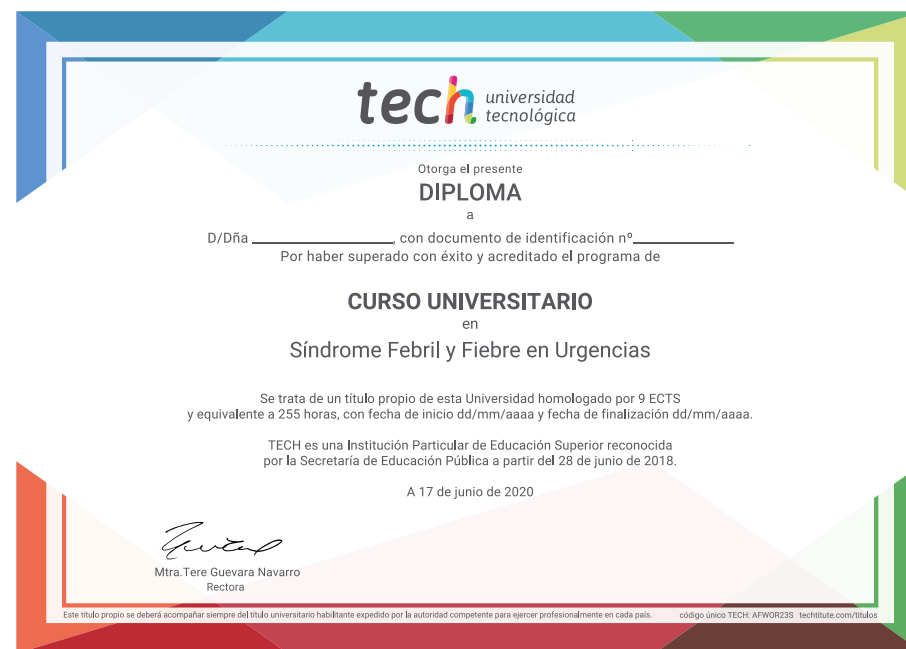 tech universidad
tecnológica
Otorga el presente
DIPLOMA
a
D/Dña ____________________, con documento de identificación nº______________
Por haber superado con éxito y acreditado el programa de
CURSO UNIVERSITARIO
en
Síndrome Febril y Fiebre en Urgencias
Se trata de un título propio de esta Universidad homologado por 9 ECTS
y equivalente a 255 horas, con fecha de inicio dd/mm/aaaa y fecha de finalización dd/mm/aaaa.
TECH es una Institución Particular de Educación Superior reconocida
por la Secretaría de Educación Pública a partir del 28 de junio de 2018.
A 17 de junio de 2020
Mtra.Tere Guevara Navarro
Rectora
Este título propio se deberá acompañar siempre del título universitario habilitante expedido por la autoridad competente para ejercer profesionalmente en cada país. código único TECH: AFWOR23S techtitute.com/titulos